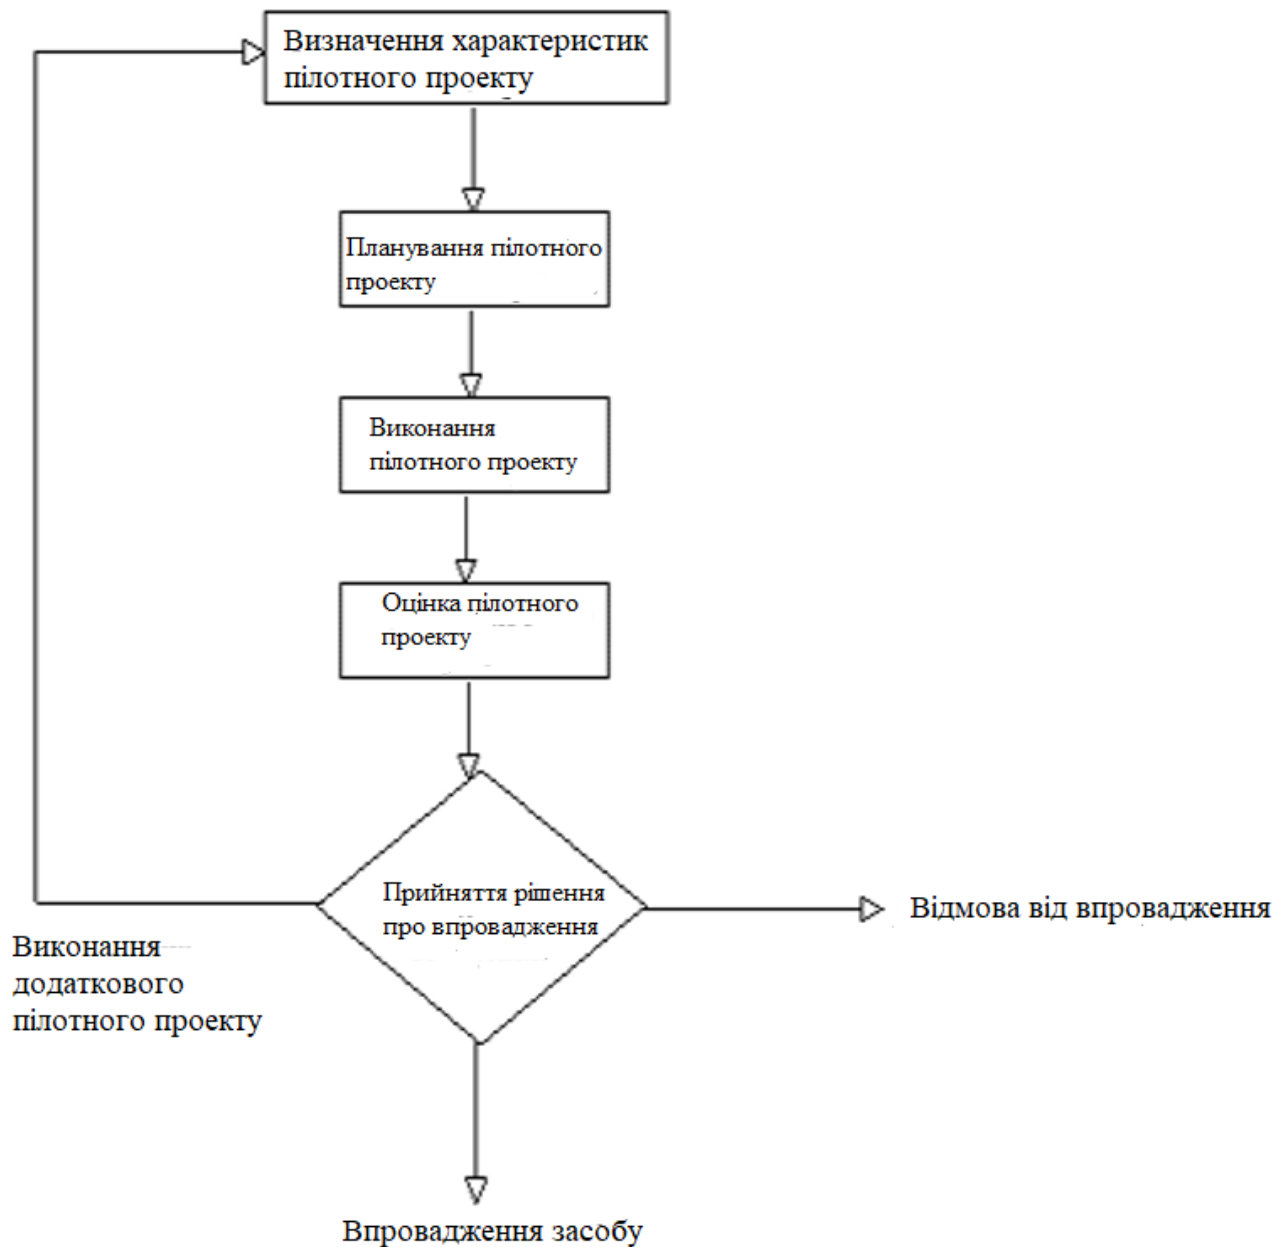 Визначення характеристик
пілотного проекту
Планування пілотного
проекту
Виконання
пілотного проекту
Оцінка пілотного
проекту
Прийняття рішення
про впровадження
Відмова від впровадження
Виконання
додаткового
пілотного проекту
Впровадження засобу